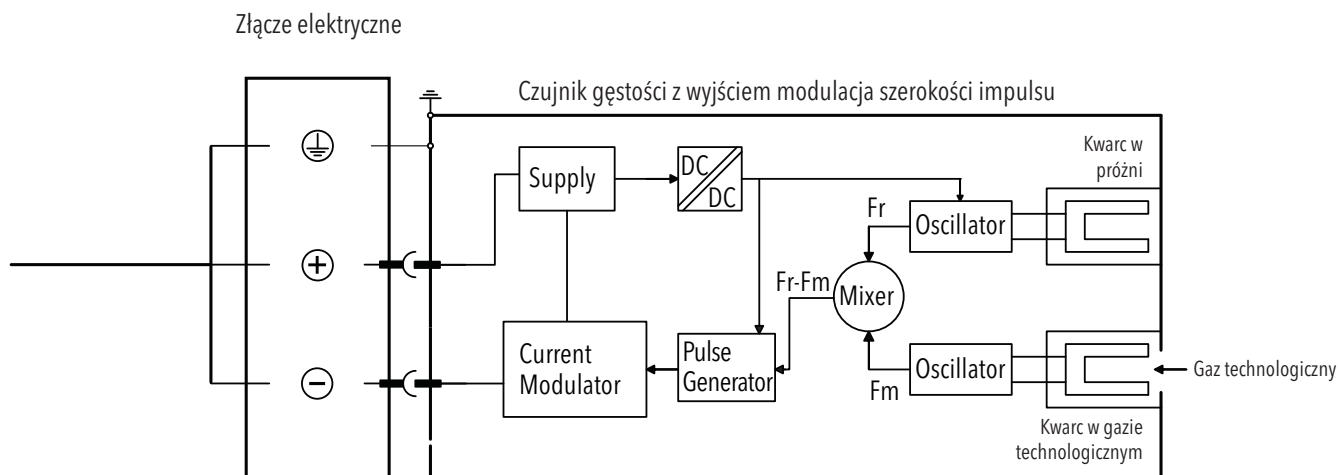 Złącze elektryczne
Czujnik gęstości z wyjściem modulacja szerokości impulsu
Kwarc w
próżni
Supply
DC
DC
Fr
Oscillator
Fr-Fm
Mixer
Current
Modulator
Pulse
Generator
Oscillator
Fm
Gaz technologiczny
Kwarc w gazie
technologicznym